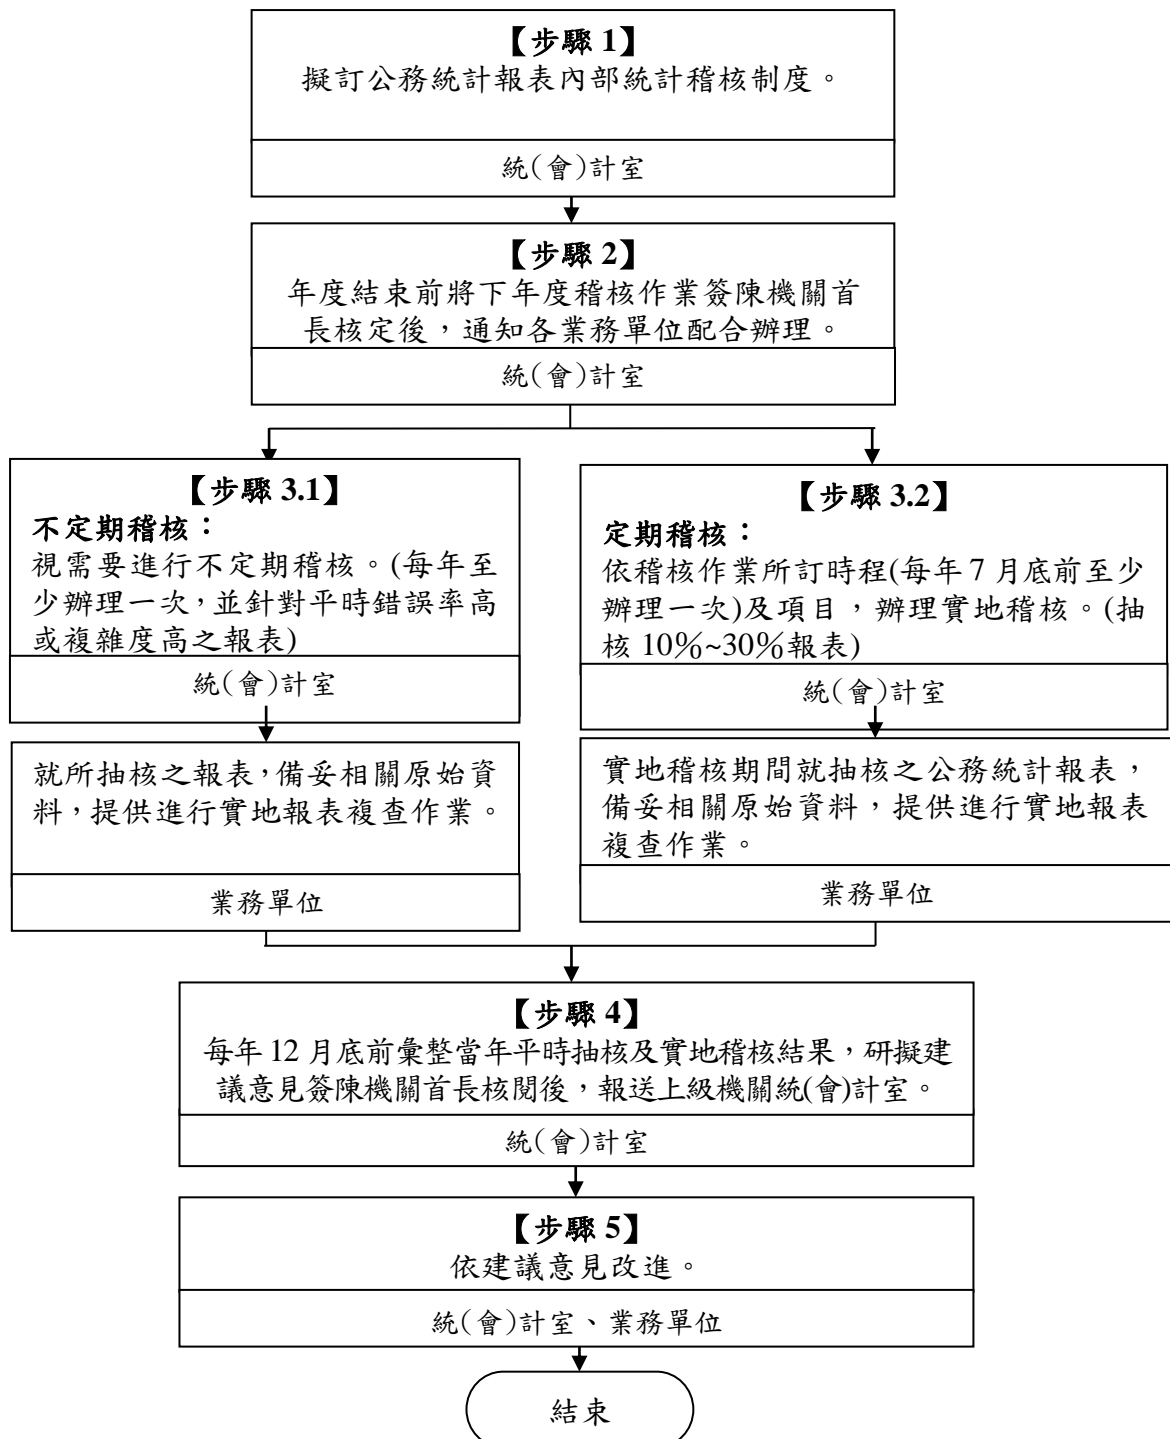 【步驟 1】
擬訂公務統計報表內部統計稽核制度。
統(會)計室
【步驟 2】
年度結束前將下年度稽核作業簽陳機關首
長核定後，通知各業務單位配合辦理。
統(會)計室
【步驟 3.1】
不定期稽核：
視需要進行不定期稽核。(每年至
少辦理一次，並針對平時錯誤率高
或複雜度高之報表)
統(會)計室
就所抽核之報表，備妥相關原始資
料，提供進行實地報表複查作業。
業務單位
【步驟 3.2】
定期稽核：
依稽核作業所訂時程(每年 7 月底前至少
辦理一次)及項目，辦理實地稽核。(抽
核 10%~30%報表)
統(會)計室
實地稽核期間就抽核之公務統計報表，
備妥相關原始資料，提供進行實地報表
複查作業。
業務單位
【步驟 4】
每年 12 月底前彙整當年平時抽核及實地稽核結果，研擬建
議意見簽陳機關首長核閱後，報送上級機關統(會)計室。
統(會)計室
【步驟 5】
依建議意見改進。
統(會)計室、業務單位
結束